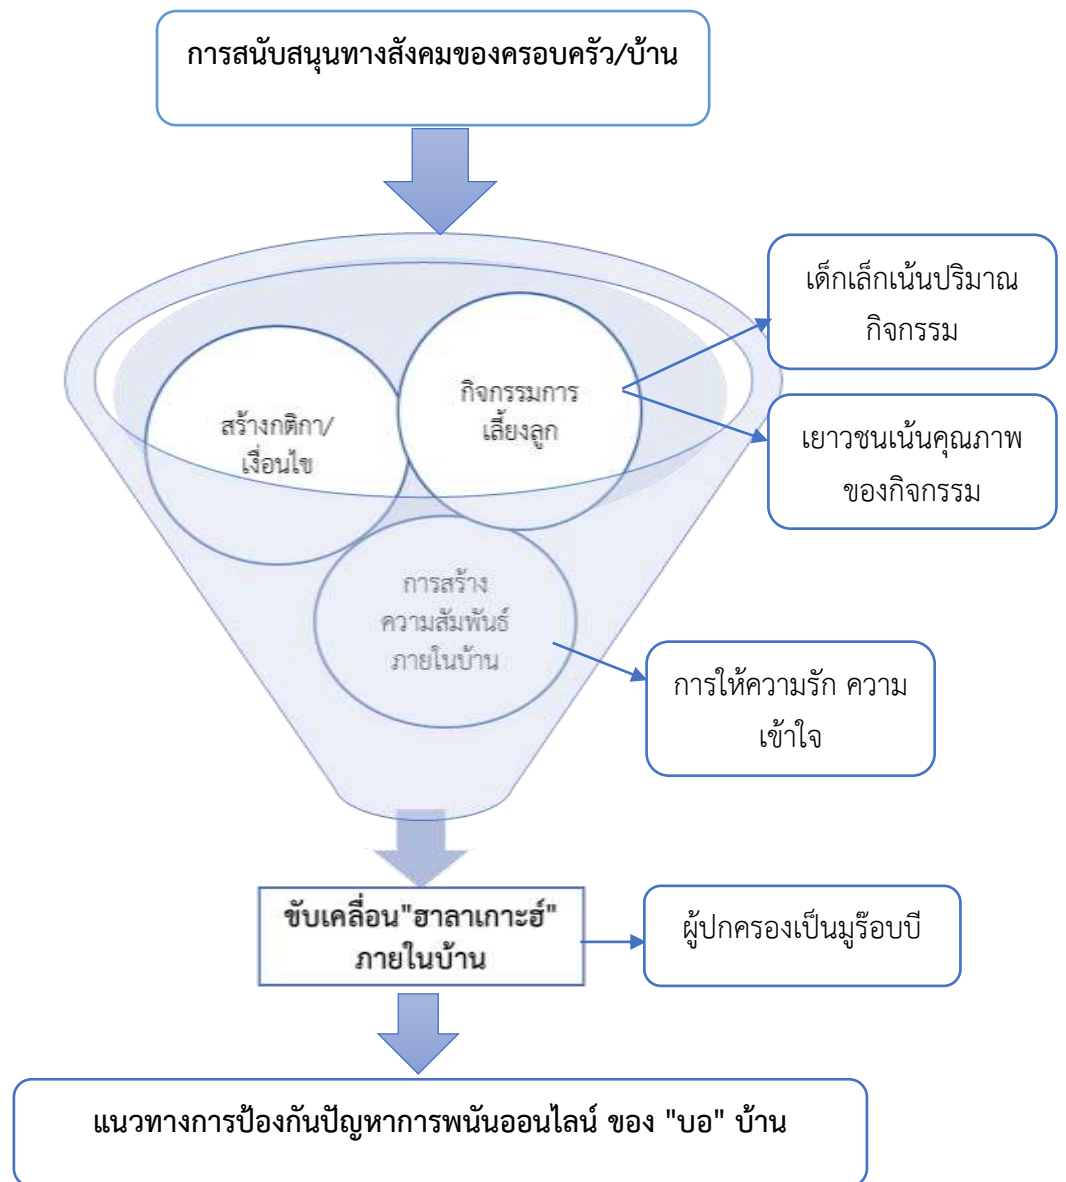 การสนับสนุนทางสังคมของครอบครัว/บ้าน
เด็กเล็กเน้นปริมาณ
กิจกรรม
กิจกรรมการ
เลี้ยงลูก
สร้างกติกา/
เงื่อนไข
เยาวชนเน้นคุณภาพ
ของกิจกรรม
การสร้าง
ความสัมพันธ์
ภายในบ้าน
การให้ความรัก ความ
เข้าใจ
ขับเคลื่อน"ฮาลาเกาะฮ์"
ภายในบ้าน
ผู้ปกครองเป็นมูร๊อบบี
แนวทางการป้องกันปัญหาการพนันออนไลน์ ของ "บอ" บ้าน